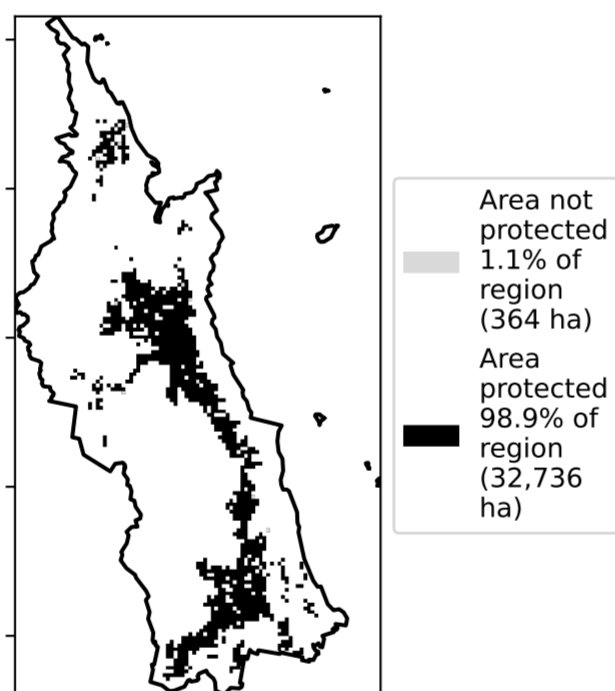 Area not
protected
1.1% of
region
(364 ha)
Area
protected
98.9% of
region
(32,736
ha)